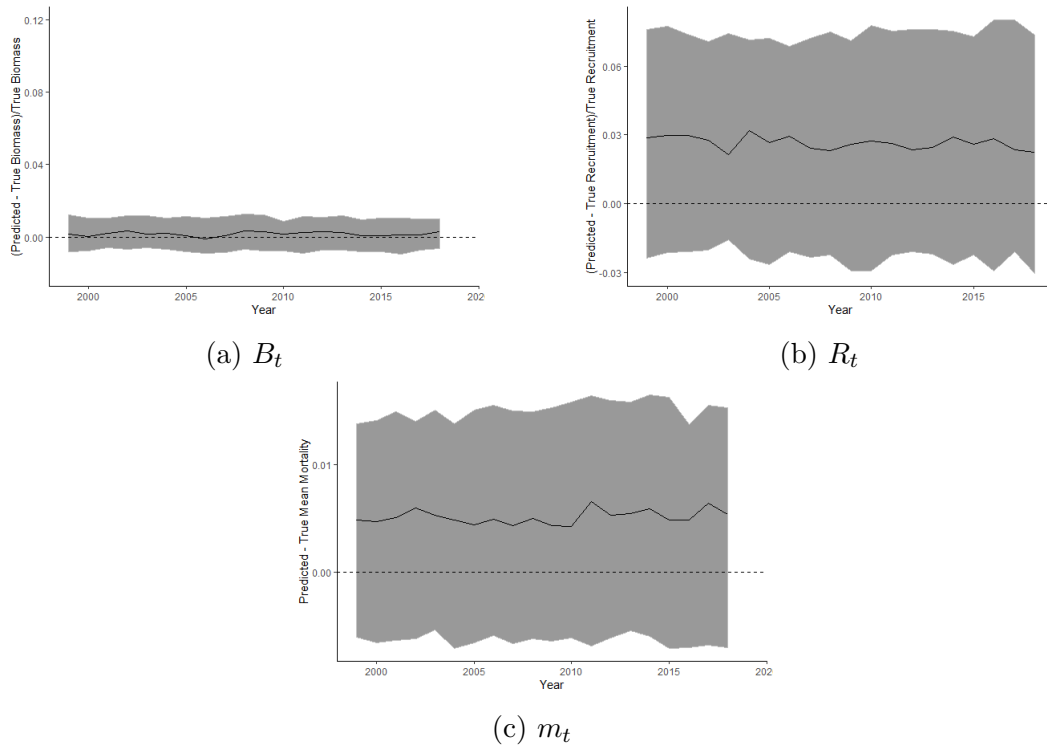 (Predicted - True Biomass)/True Biomass
0.12
0.08
0.04
0.00
2000 2005 2010 2015 202
Year
(a) B_t
(Predicted - True Recruitment)/True Recruitment
0.06
0.03
0.00
-0.03
2000 2005 2010 2015
Year
(b) R_t
Predicted - True Mean Mortality
0.01
0.00
2000 2005 2010 2015 202
Year
(c) m_t